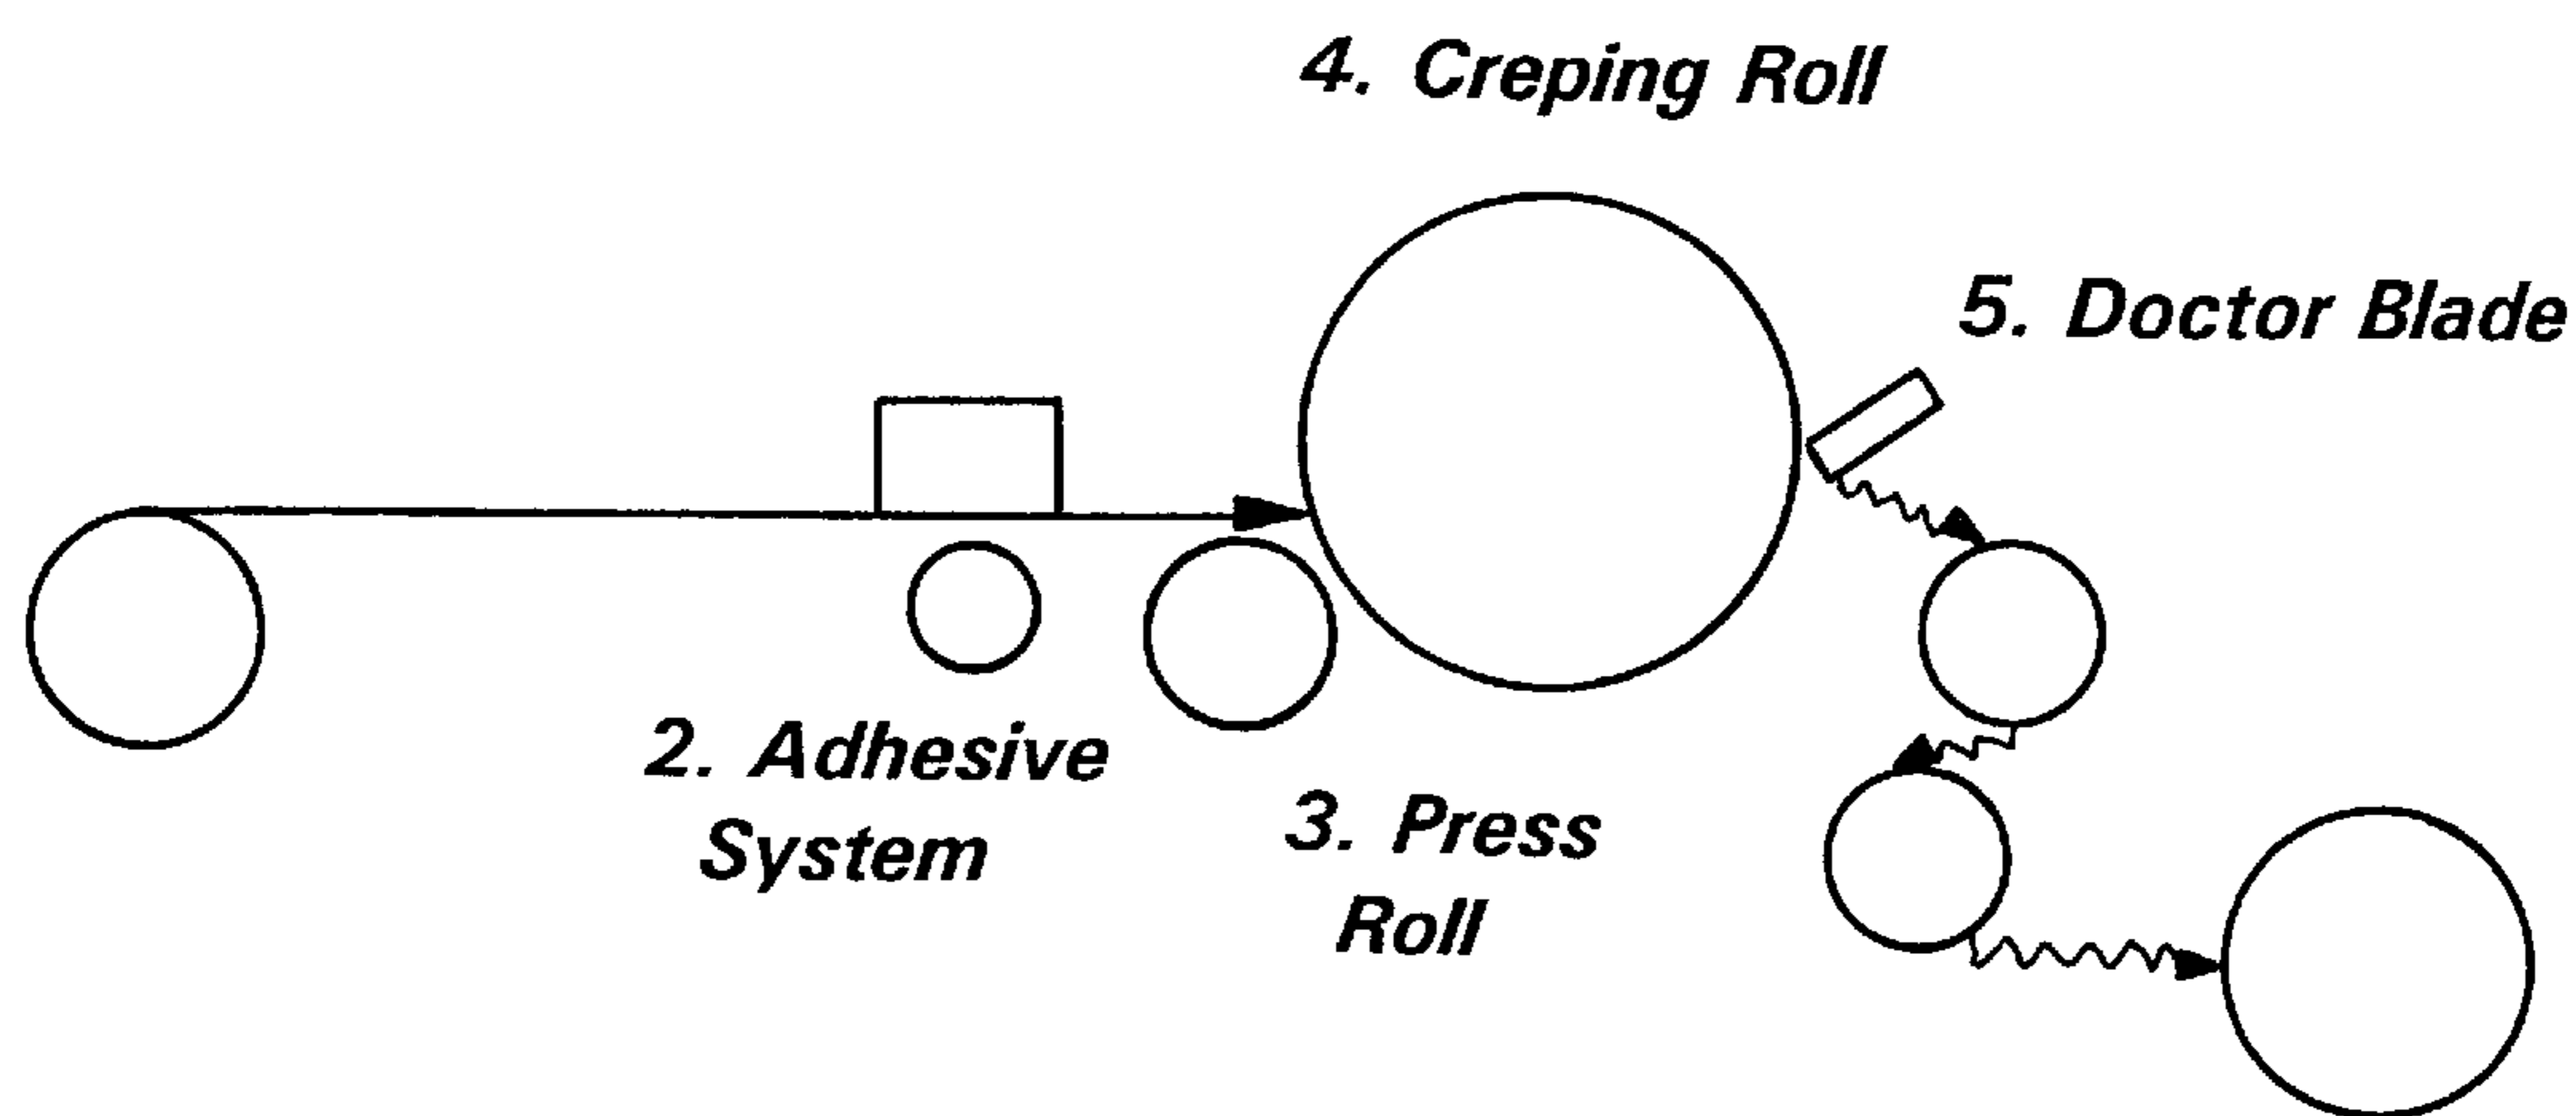 4. Creping Roll
5. Doctor Blade
2. Adhesive
System
3. Press
Roll